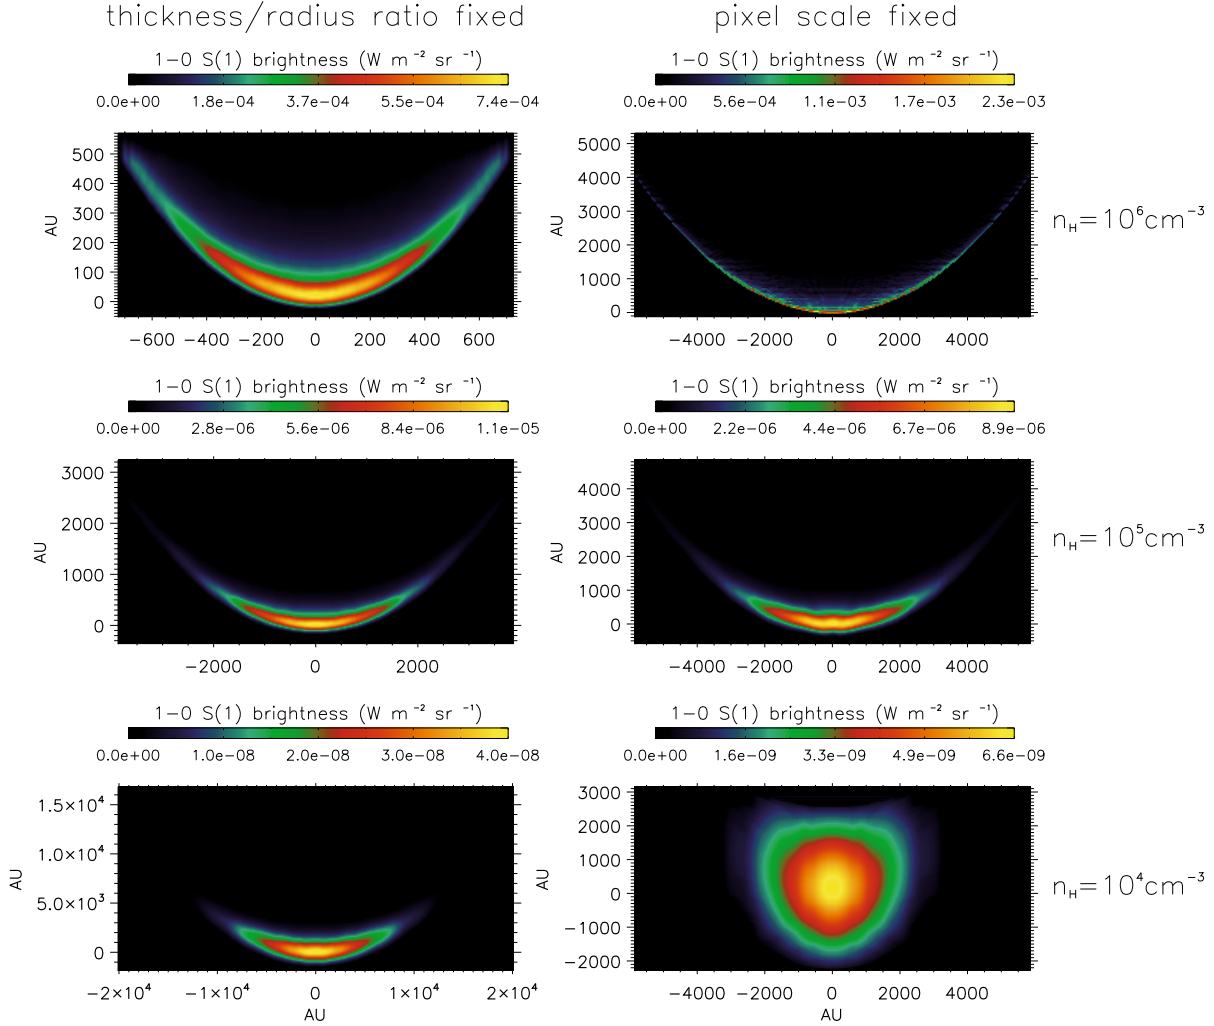 thickness/radius ratio fixed
pixel scale fixed
1−0 S(1) brightness (W m⁻² sr⁻¹)
0.0e+00 1.8e−04 3.7e−04 5.5e−04 7.4e−04
1−0 S(1) brightness (W m⁻² sr⁻¹)
0.0e+00 5.6e−04 1.1e−03 1.7e−03 2.3e−03
500
400
300
200
100
0
AU
−600 −400 −200 0 200 400 600
5000
4000
3000
2000
1000
0
AU
−4000 −2000 0 2000 4000
n_H=10⁶cm⁻³
1−0 S(1) brightness (W m⁻² sr⁻¹)
0.0e+00 2.8e−06 5.6e−06 8.4e−06 1.1e−05
1−0 S(1) brightness (W m⁻² sr⁻¹)
0.0e+00 2.2e−06 4.4e−06 6.7e−06 8.9e−06
3000
2000
1000
0
AU
−2000 0 2000
4000
3000
2000
1000
0
AU
−4000 −2000 0 2000 4000
n_H=10⁵cm⁻³
1−0 S(1) brightness (W m⁻² sr⁻¹)
0.0e+00 1.0e−08 2.0e−08 3.0e−08 4.0e−08
1−0 S(1) brightness (W m⁻² sr⁻¹)
0.0e+00 1.6e−09 3.3e−09 4.9e−09 6.6e−09
1.5×10⁴
1.0×10⁴
5.0×10³
0
AU
−2×10⁴ −1×10⁴ 0 1×10⁴ 2×10⁴
AU
3000
2000
1000
0
−1000
−2000
AU
−4000 −2000 0 2000 4000
AU
n_H=10⁴cm⁻³